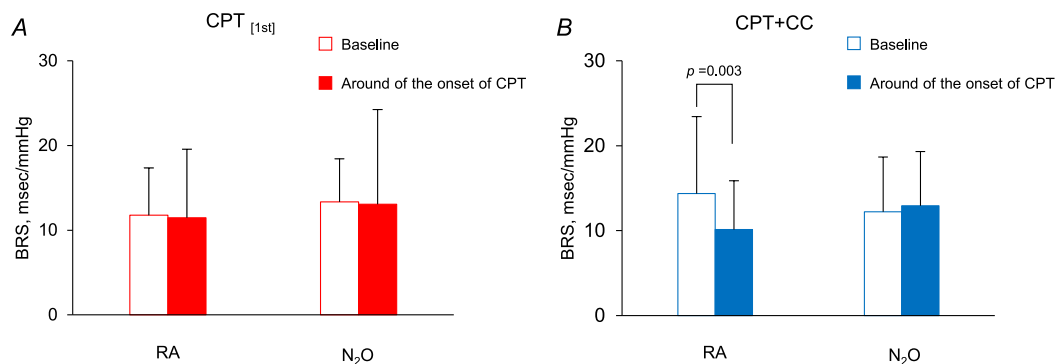 A
CPT [1st]
Baseline
Around of the onset of CPT
BRS, msec/mmHg
30
20
10
0
RA
N₂O
B
CPT+CC
Baseline
Around of the onset of CPT
p =0.003
BRS, msec/mmHg
30
20
10
0
RA
N₂O